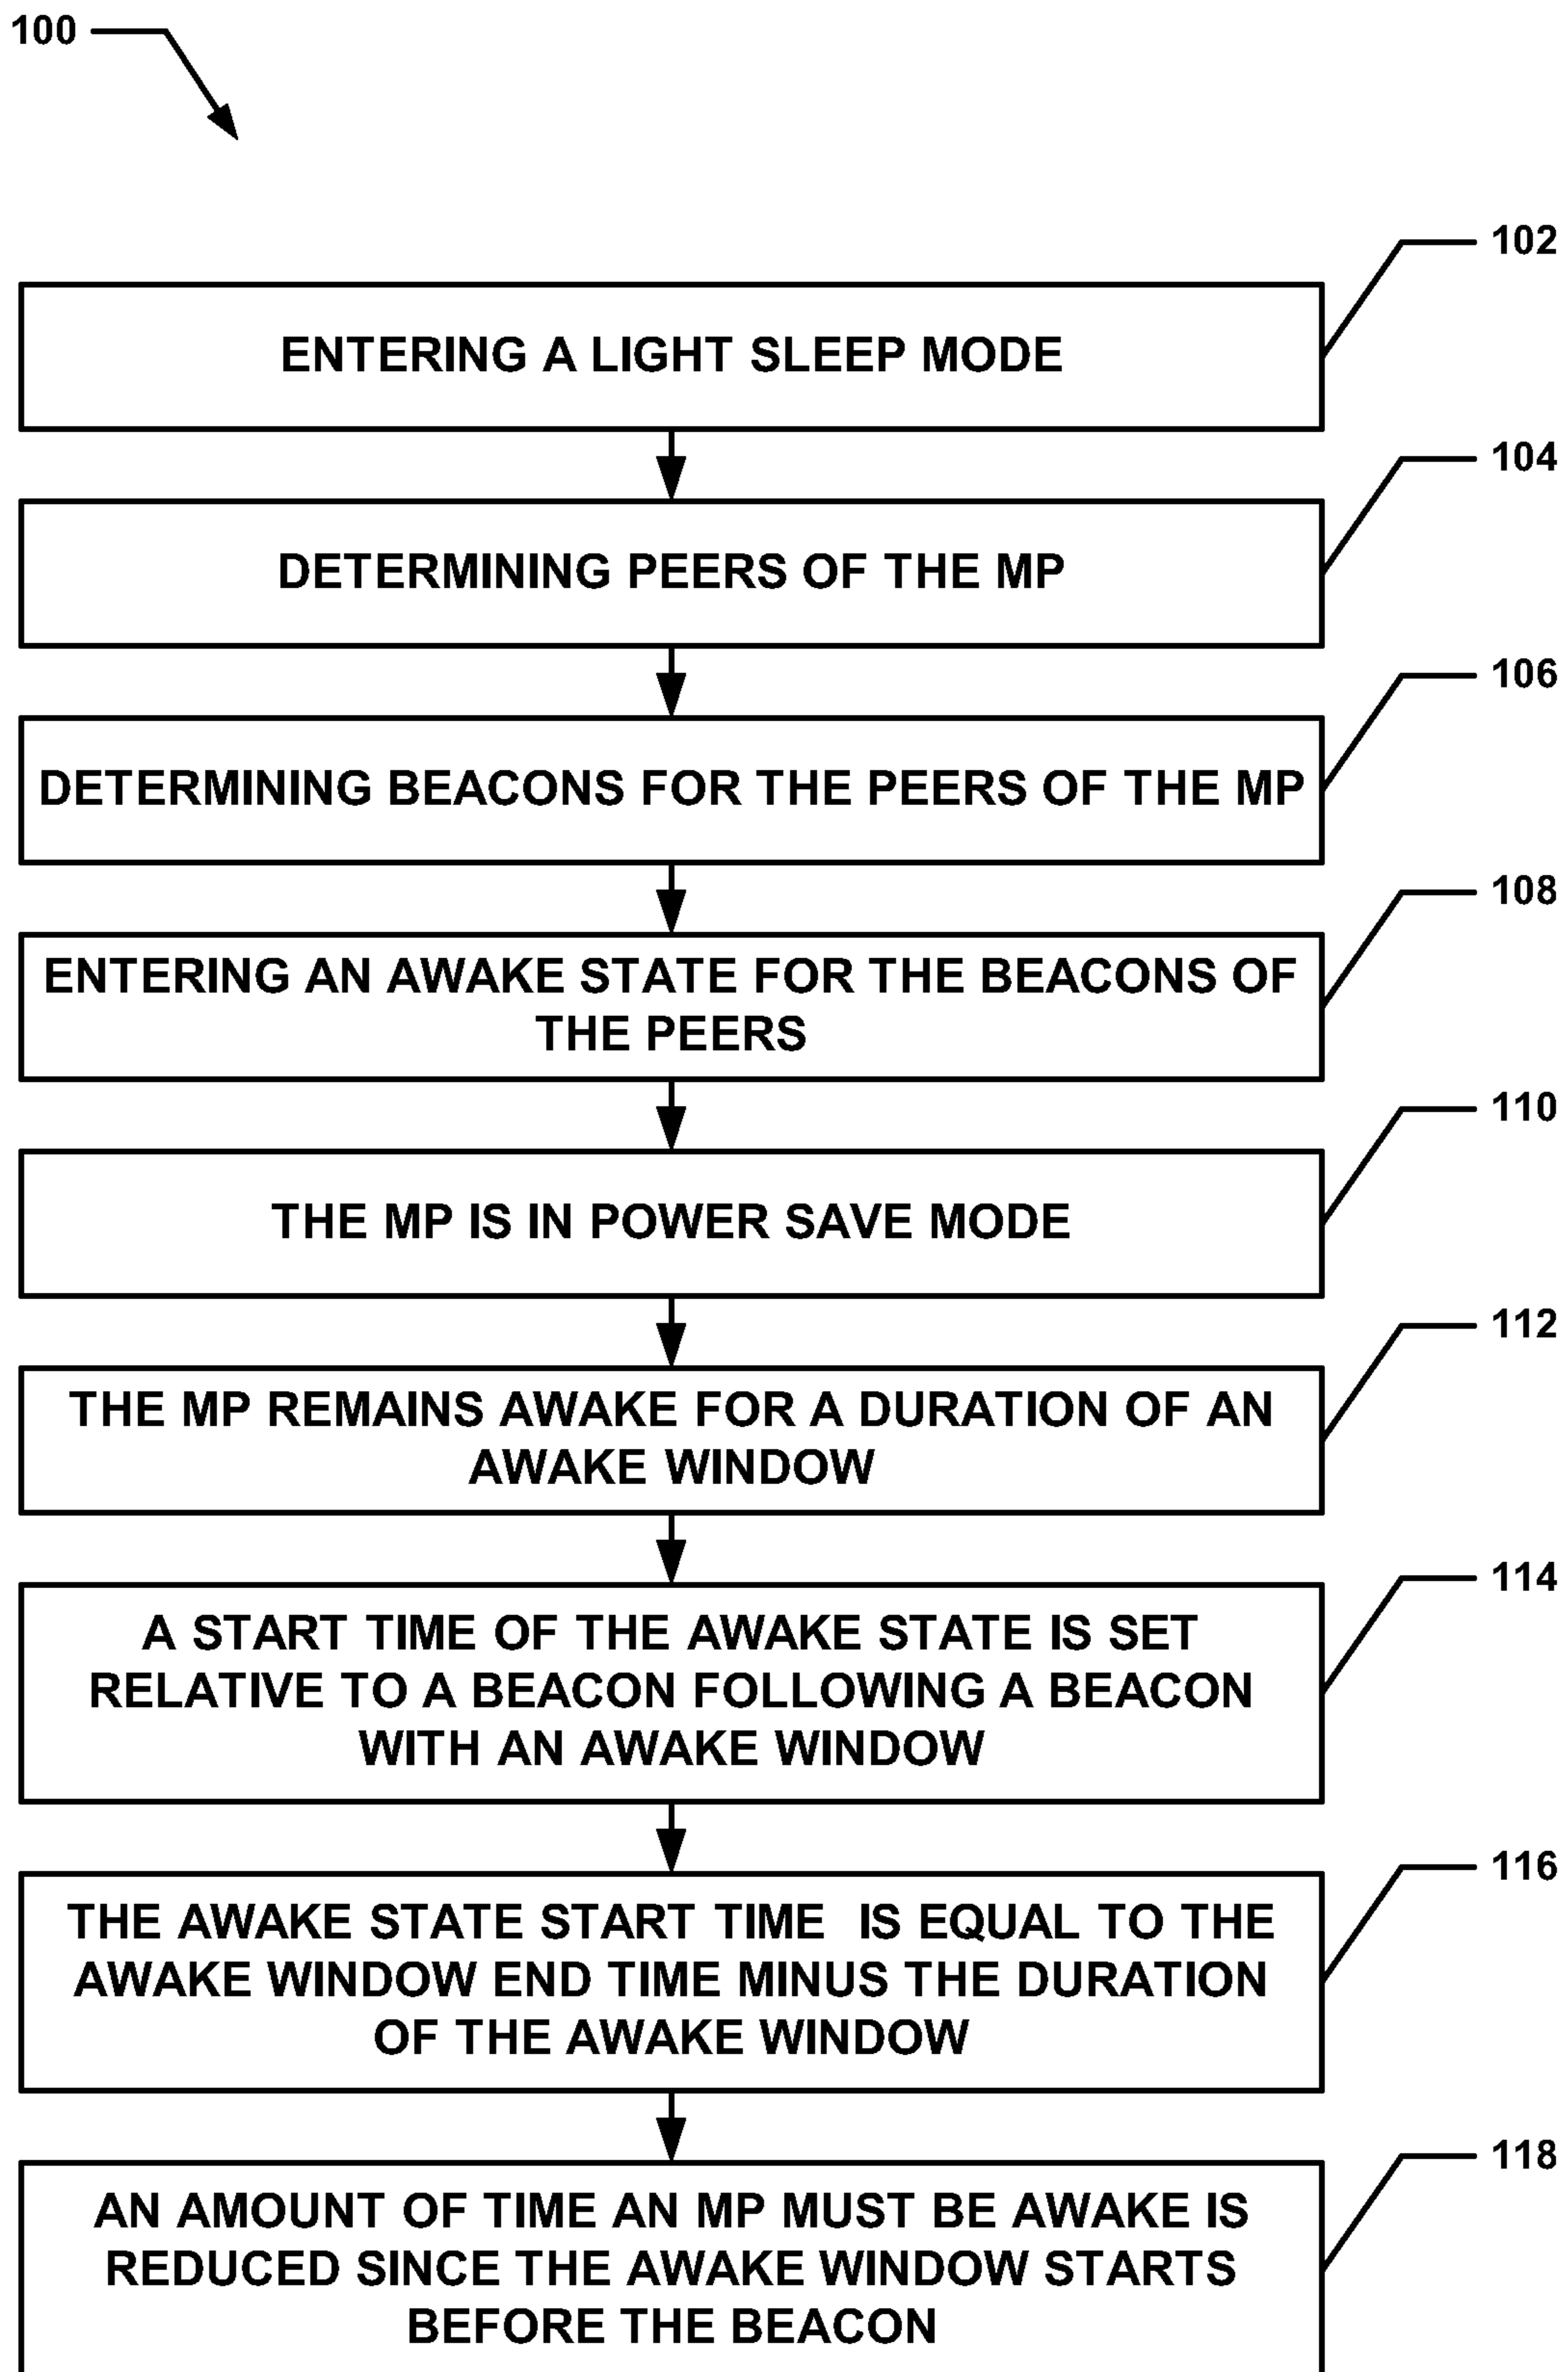 100
102
ENTERING A LIGHT SLEEP MODE
104
DETERMINING PEERS OF THE MP
106
DETERMINING BEACONS FOR THE PEERS OF THE MP
108
ENTERING AN AWAKE STATE FOR THE BEACONS OF
THE PEERS
110
THE MP IS IN POWER SAVE MODE
112
THE MP REMAINS AWAKE FOR A DURATION OF AN
AWAKE WINDOW
114
A START TIME OF THE AWAKE STATE IS SET
RELATIVE TO A BEACON FOLLOWING A BEACON
WITH AN AWAKE WINDOW
116
THE AWAKE STATE START TIME IS EQUAL TO THE
AWAKE WINDOW END TIME MINUS THE DURATION
OF THE AWAKE WINDOW
118
AN AMOUNT OF TIME AN MP MUST BE AWAKE IS
REDUCED SINCE THE AWAKE WINDOW STARTS
BEFORE THE BEACON